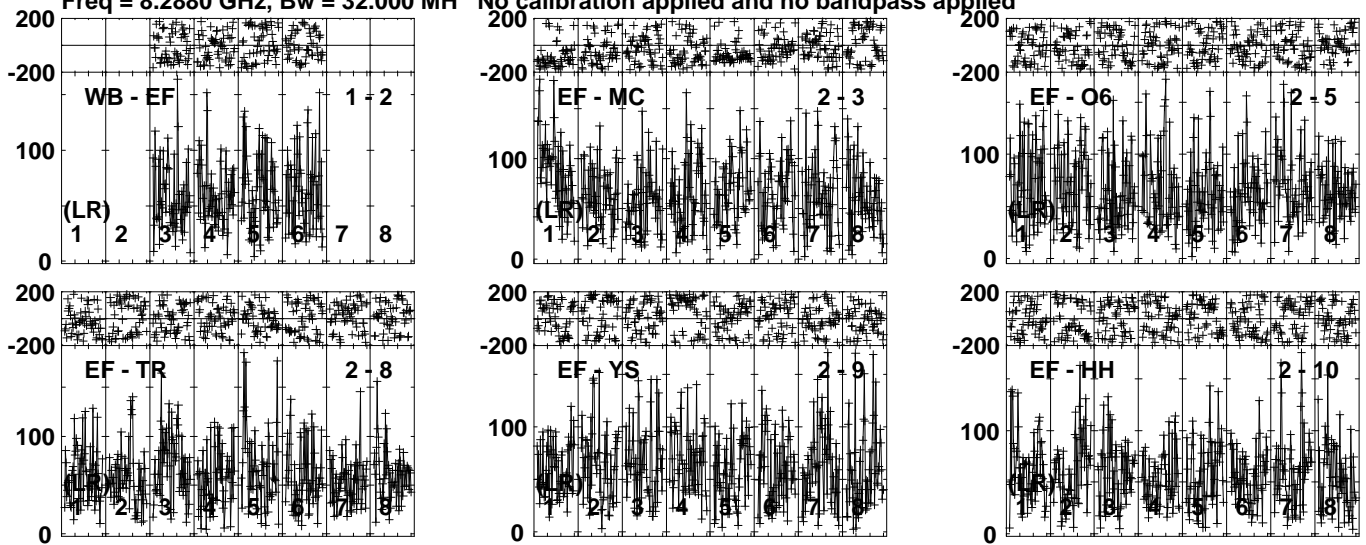 Freq = 8.2880 GHz, Bw = 32.000 MH No calibration applied and no bandpass applied
200
-200
WB - EF 1 - 2
100
(LR)
1 2 3 4 5 6 7 8
0
200
-200
EF - MC 2 - 3
100
(LR)
1 2 3 4 5 6 7 8
0
200
-200
EF - O6 2 - 5
100
(LR)
1 2 3 4 5 6 7 8
0
200
-200
EF - TR 2 - 8
100
(LR)
1 2 3 4 5 6 7 8
0
200
-200
EF - YS 2 - 9
100
(LR)
1 2 3 4 5 6 7 8
0
200
-200
EF - HH 2 - 10
100
(LR)
1 2 3 4 5 6 7 8
0